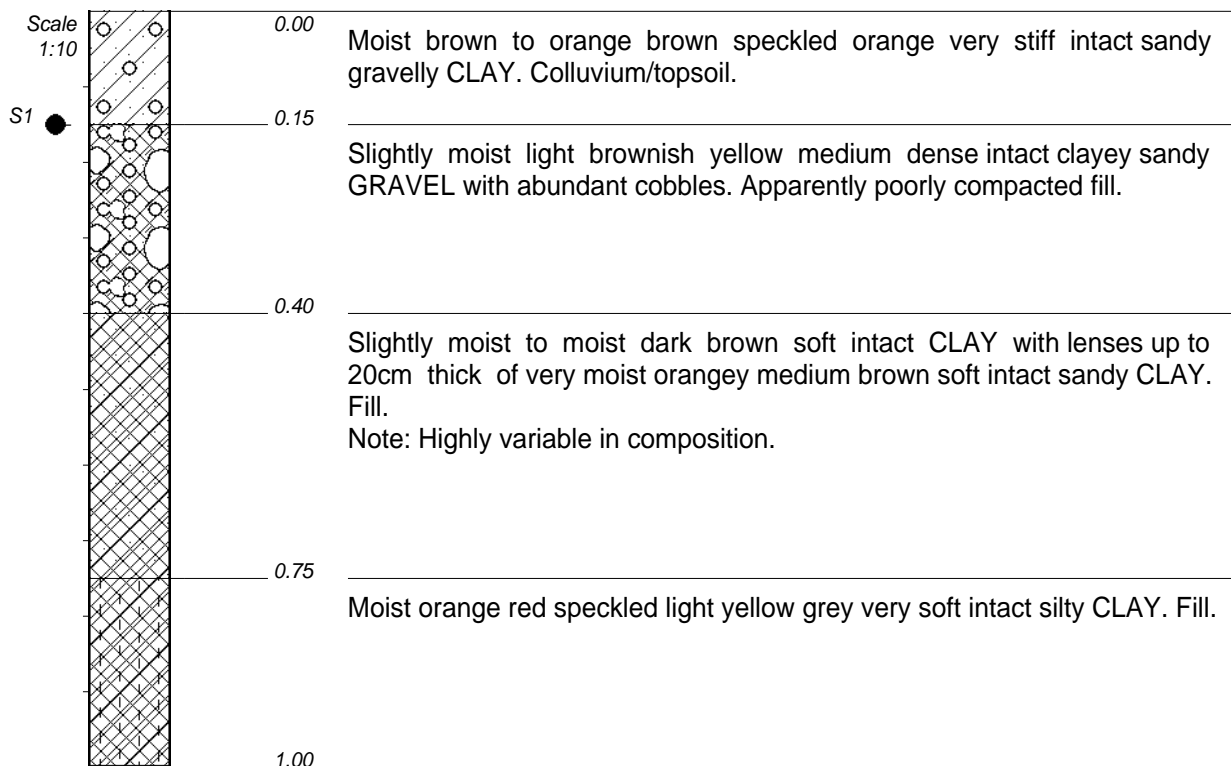 Scale
1:10
0.00
Moist brown to orange brown speckled orange very stiff intact sandy
gravelly CLAY. Colluvium/topsoil.
S1
0.15
Slightly moist light brownish yellow medium dense intact clayey sandy
GRAVEL with abundant cobbles. Apparently poorly compacted fill.
0.40
Slightly moist to moist dark brown soft intact CLAY with lenses up to
20cm thick of very moist orangey medium brown soft intact sandy CLAY.
Fill.
Note: Highly variable in composition.
0.75
Moist orange red speckled light yellow grey very soft intact silty CLAY. Fill.
1.00